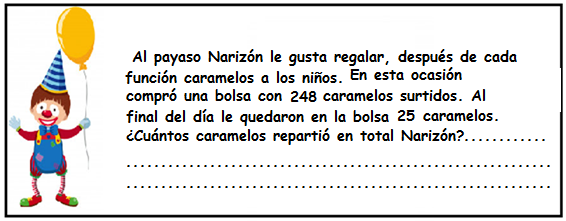 Al payaso Narizón le gusta regalar, después de cada
función caramelos a los niños. En esta ocasión
compró una bolsa con 248 caramelos surtidos. Al
final del día le quedaron en la bolsa 25 caramelos.
¿Cuántos caramelos repartió en total Narizón?...........
.......................................................
.......................................................